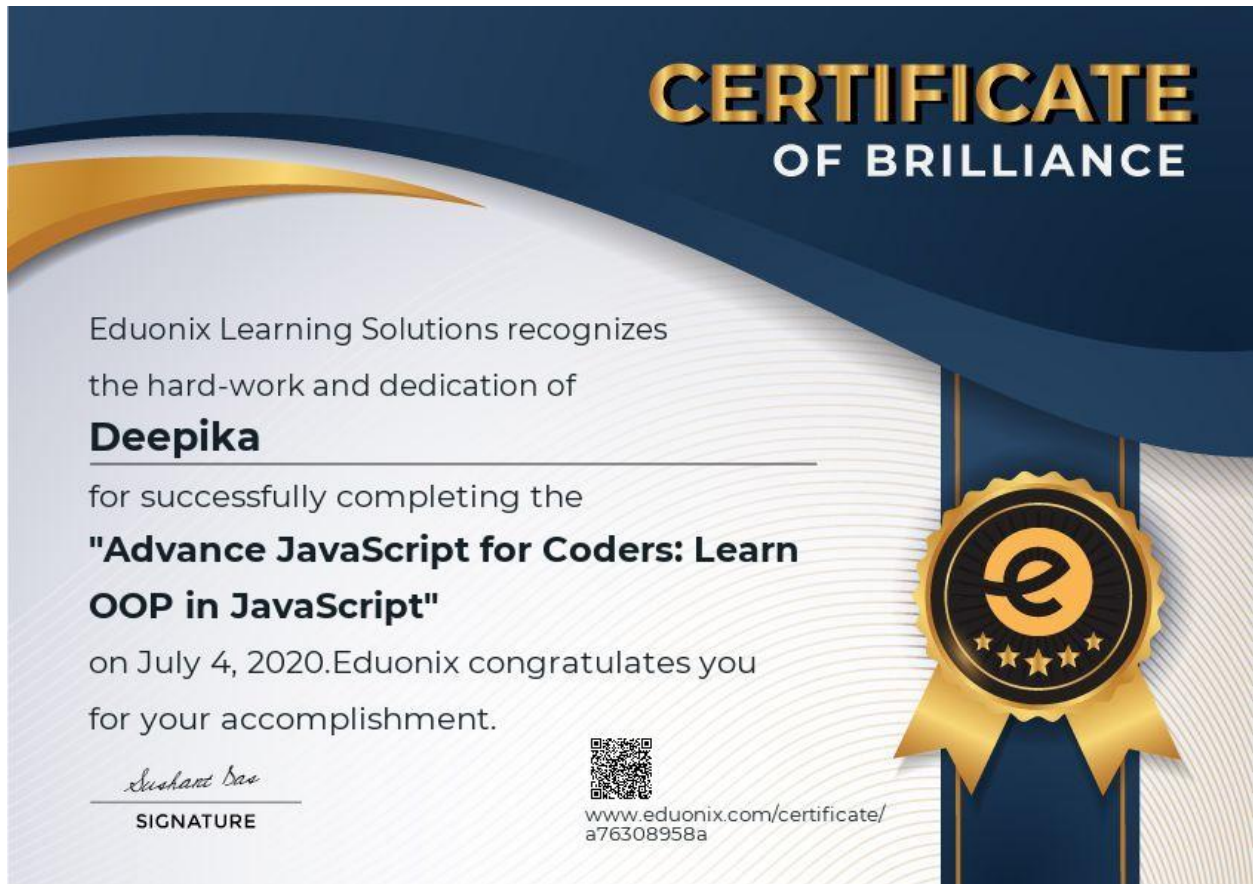 CERTIFICATE
OF BRILLIANCE
Eduonix Learning Solutions recognizes
the hard-work and dedication of
Deepika
for successfully completing the
"Advance JavaScript for Coders: Learn
OOP in JavaScript"
on July 4, 2020.Eduonix congratulates you
for your accomplishment.
Sushant Das
SIGNATURE
www.eduonix.com/certificate/
a76308958a
e